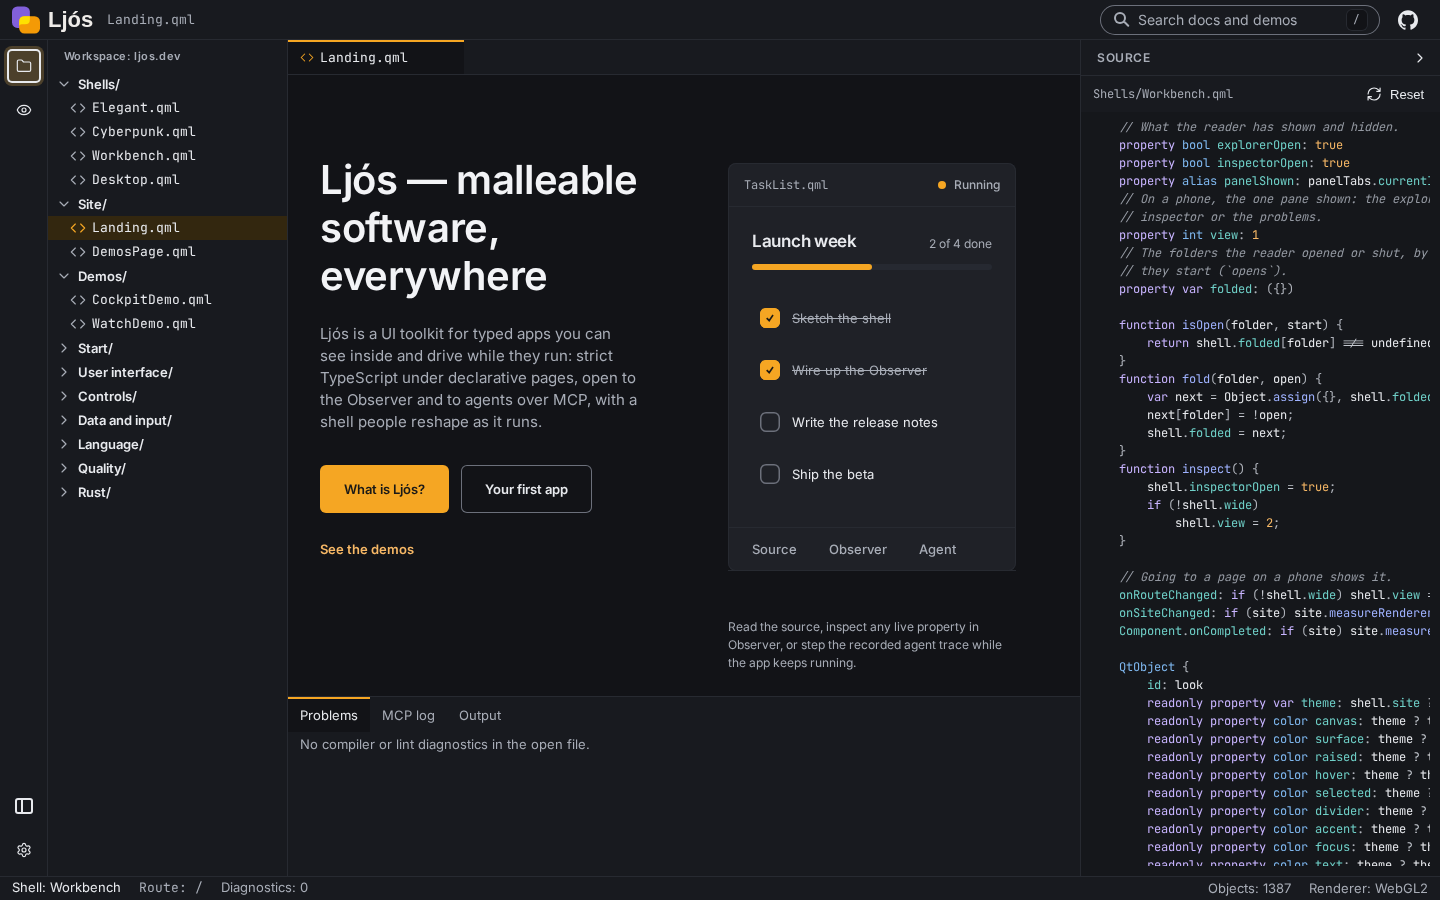 Ljós
Landing.qml
Search docs and demos
/
Workspace: ljos.dev
Shells/
Elegant.qml
Cyberpunk.qml
Workbench.qml
Desktop.qml
Site/
Landing.qml
DemosPage.qml
Demos/
CockpitDemo.qml
WatchDemo.qml
Start/
User interface/
Controls/
Data and input/
Language/
Quality/
Rust/
Landing.qml
Ljós — malleable
software,
everywhere
Ljós is a UI toolkit for typed apps you can
see inside and drive while they run: strict
TypeScript under declarative pages, open to
the Observer and to agents over MCP, with a
shell people reshape as it runs.
What is Ljós?
Your first app
See the demos
TaskList.qml
Running
Launch week
2 of 4 done
Sketch the shell
Wire up the Observer
Write the release notes
Ship the beta
Source
Observer
Agent
Read the source, inspect any live property in
Observer, or step the recorded agent trace while
the app keeps running.
Problems
MCP log
Output
No compiler or lint diagnostics in the open file.
SOURCE
Shells/Workbench.qml
Reset
// What the reader has shown and hidden.
property bool explorerOpen: true
property bool inspectorOpen: true
property alias panelShown: panelTabs.current
// On a phone, the one pane shown: the explor
// inspector or the problems.
property int view: 1
// The folders the reader opened or shut, by
// they start (`opens`).
property var folded: ({})
function isOpen(folder, start) {
return shell.folded[folder] !== undefined
}
function fold(folder, open) {
var next = Object.assign({}, shell.folded
next[folder] = !open;
shell.folded = next;
}
function inspect() {
shell.inspectorOpen = true;
if (!shell.wide)
shell.view = 2;
}
// Going to a page on a phone shows it.
onRouteChanged: if (!shell.wide) shell.view =
onSiteChanged: if (site) site.measureRenderer
Component.onCompleted: if (site) site.measure
QtObject {
id: look
readonly property var theme: shell.site ?
readonly property color canvas: theme ? t
readonly property color surface: theme ?
readonly property color raised: theme ? t
readonly property color hover: theme ? th
readonly property color selected: theme ?
readonly property color divider: theme ?
readonly property color accent: theme ? t
readonly property color focus: theme ? th
readonly property color text: theme ? the
Shell: Workbench
Route: /
Diagnostics: 0
Objects: 1387
Renderer: WebGL2